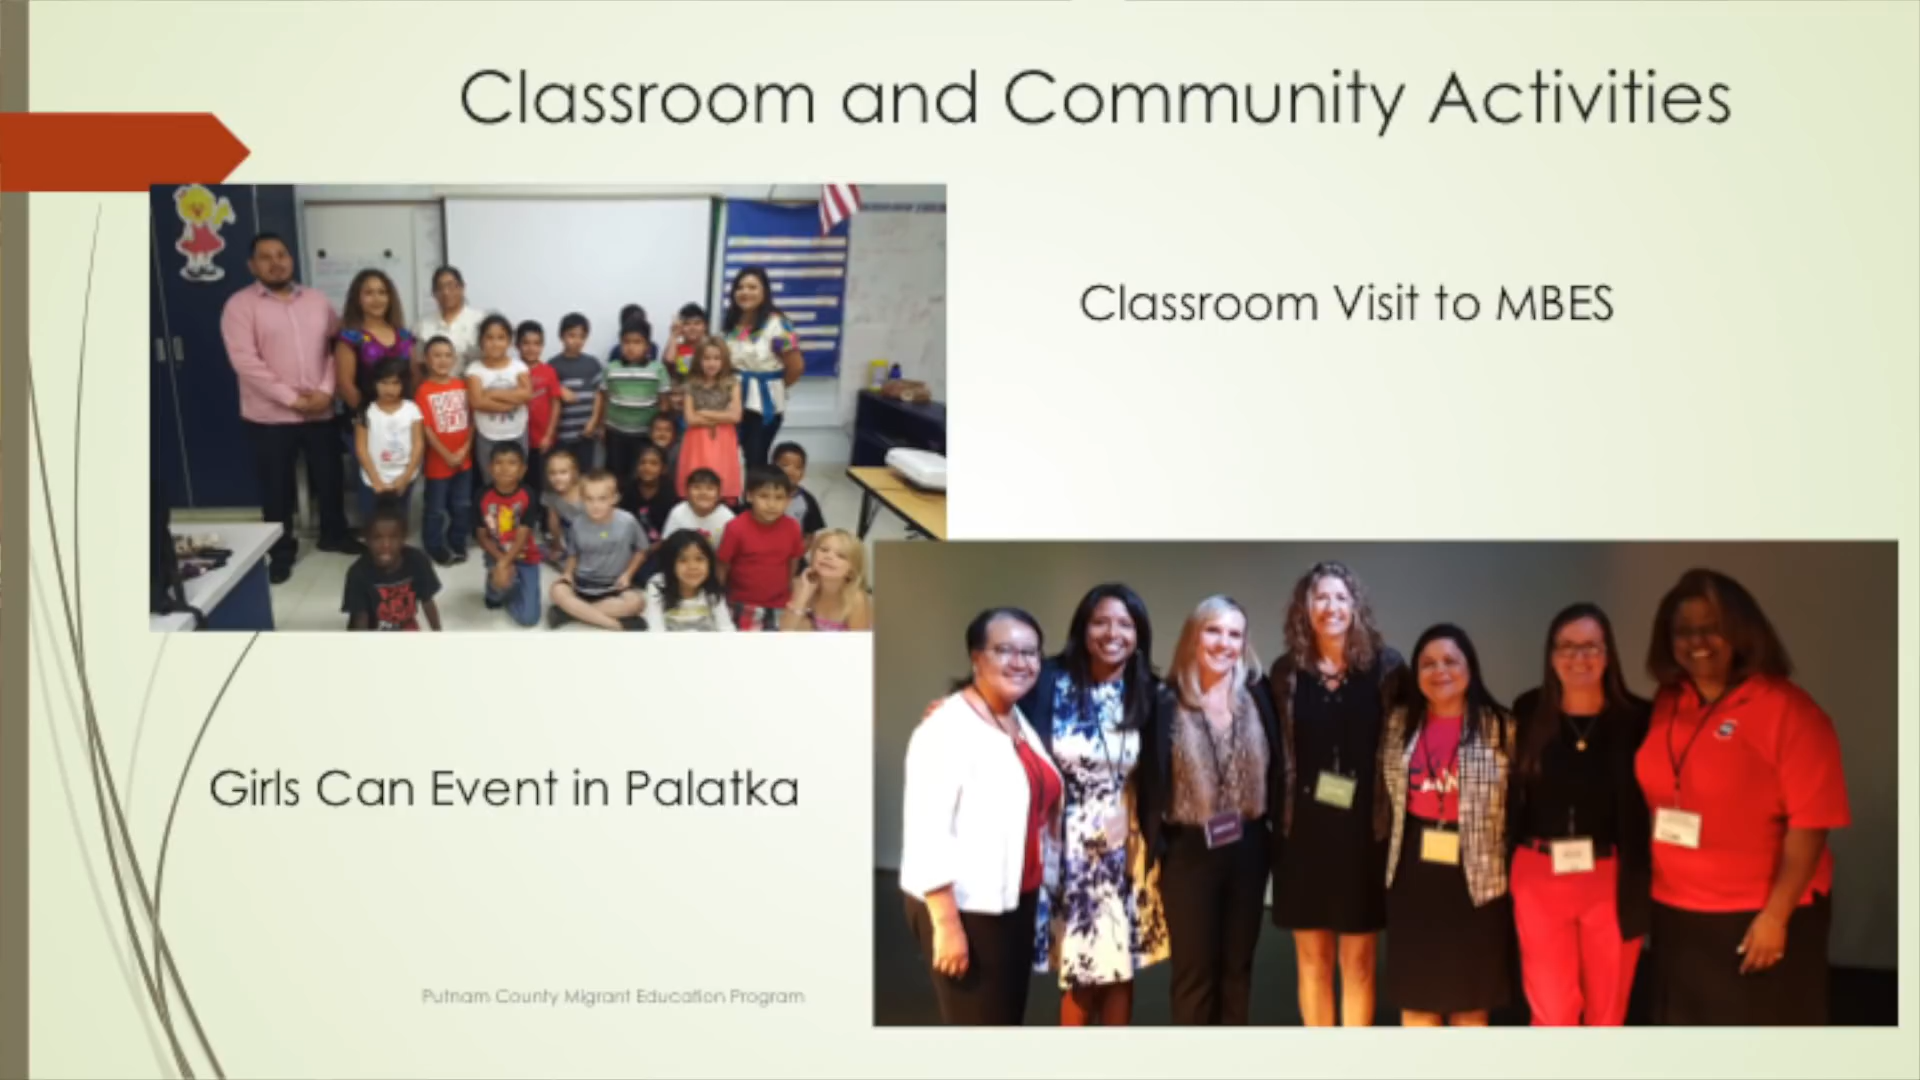 Classroom and Community Activities
Classroom Visit to MBES
Girls Can Event in Palatka
Putnam County Migrant Education Program